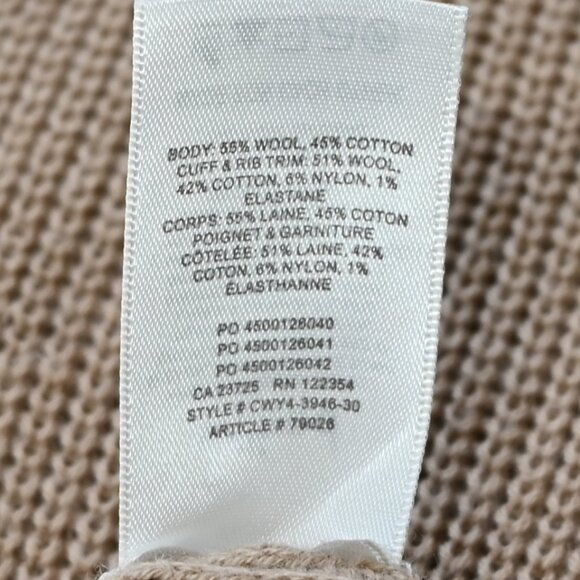 BODY: 55% WOOL, 45% COTTON
CUFF & RIB TRIM: 51% WOOL,
42% COTTON, 6% NYLON, 1%
ELASTANE
CORPS: 55% LAINE, 45% COTON
POIGNET & GARNITURE
CÔTELÉE: 51% LAINE, 42%
COTON, 6% NYLON, 1%
ÉLASTHANNE
PO 4500126040
PO 4500126041
PO 4500126042
CA 23725 RN 122354
STYLE # CWY4-3946-30
ARTICLE # 79026